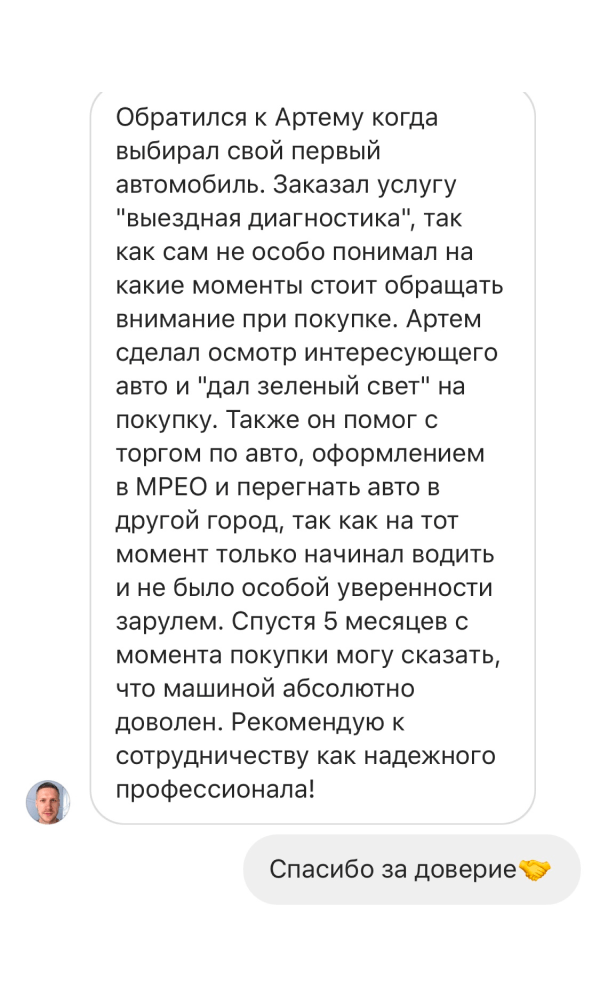 Обратился к Артему когда
выбирал свой первый
автомобиль. Заказал услугу
"выездная диагностика", так
как сам не особо понимал на
какие моменты стоит обращать
внимание при покупке. Артем
сделал осмотр интересующего
авто и "дал зеленый свет" на
покупку. Также он помог с
торгом по авто, оформлением
в МРЕО и перегнать авто в
другой город, так как на тот
момент только начинал водить
и не было особой уверенности
зарулем. Спустя 5 месяцев с
момента покупки могу сказать,
что машиной абсолютно
доволен. Рекомендую к
сотрудничеству как надежного
профессионала!
Спасибо за доверие🤝